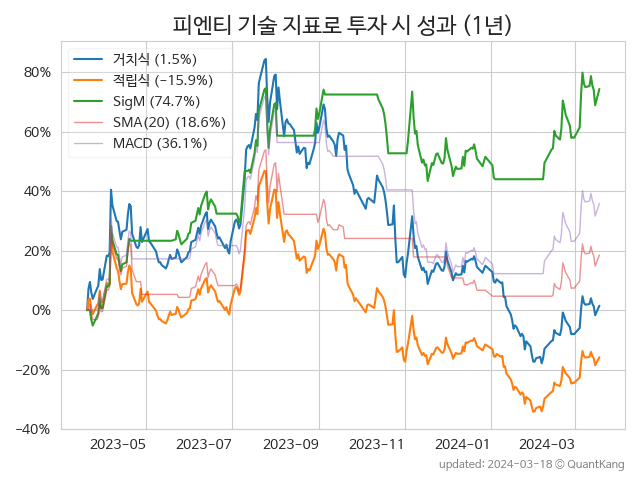 피엔티 기술 지표로 투자 시 성과 (1년)
거치식 (1.5%)
적립식 (−15.9%)
SigM (74.7%)
SMA(20) (18.6%)
MACD (36.1%)
80%
60%
40%
20%
0%
−20%
−40%
2023-05 2023-07 2023-09 2023-11 2024-01 2024-03
updated: 2024-03-18 © QuantKang